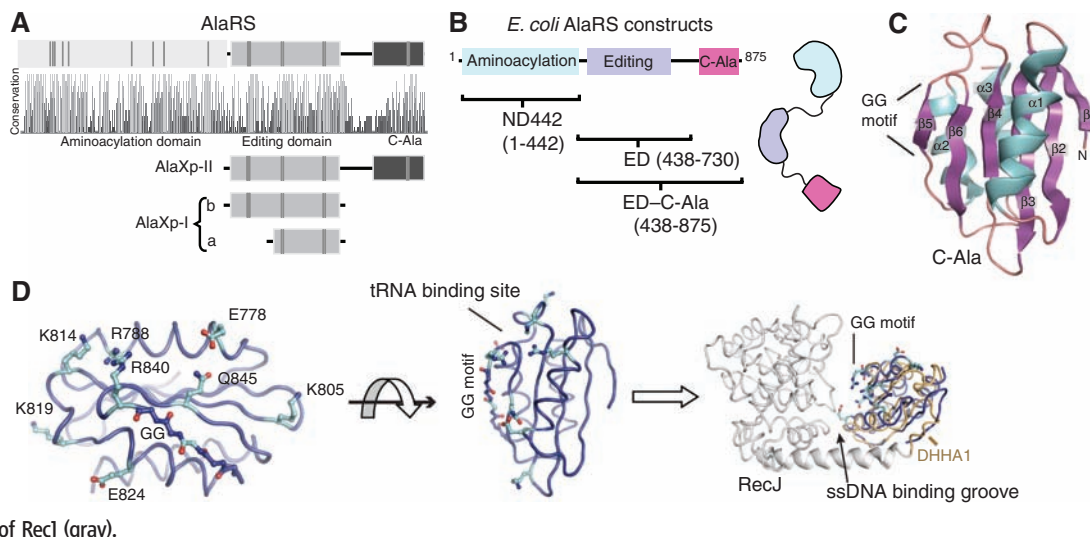 A
AlaRS
Conservation
Aminoacylation domain
Editing domain
C-Ala
AlaXp-II
AlaXp-I
b
a
B
E. coli AlaRS constructs
1
Aminoacylation
Editing
C-Ala
875
ND442
(1-442)
ED (438-730)
ED–C-Ala
(438-875)
C
GG
motif
α3
α1
β5
β6
β4
β
α2
β2
N
β3
C-Ala
D
K814
R788
E778
R840
Q845
K805
K819
GG
E824
tRNA binding site
GG motif
GG motif
DHHA1
RecJ
ssDNA binding groove
of RecJ (gray).